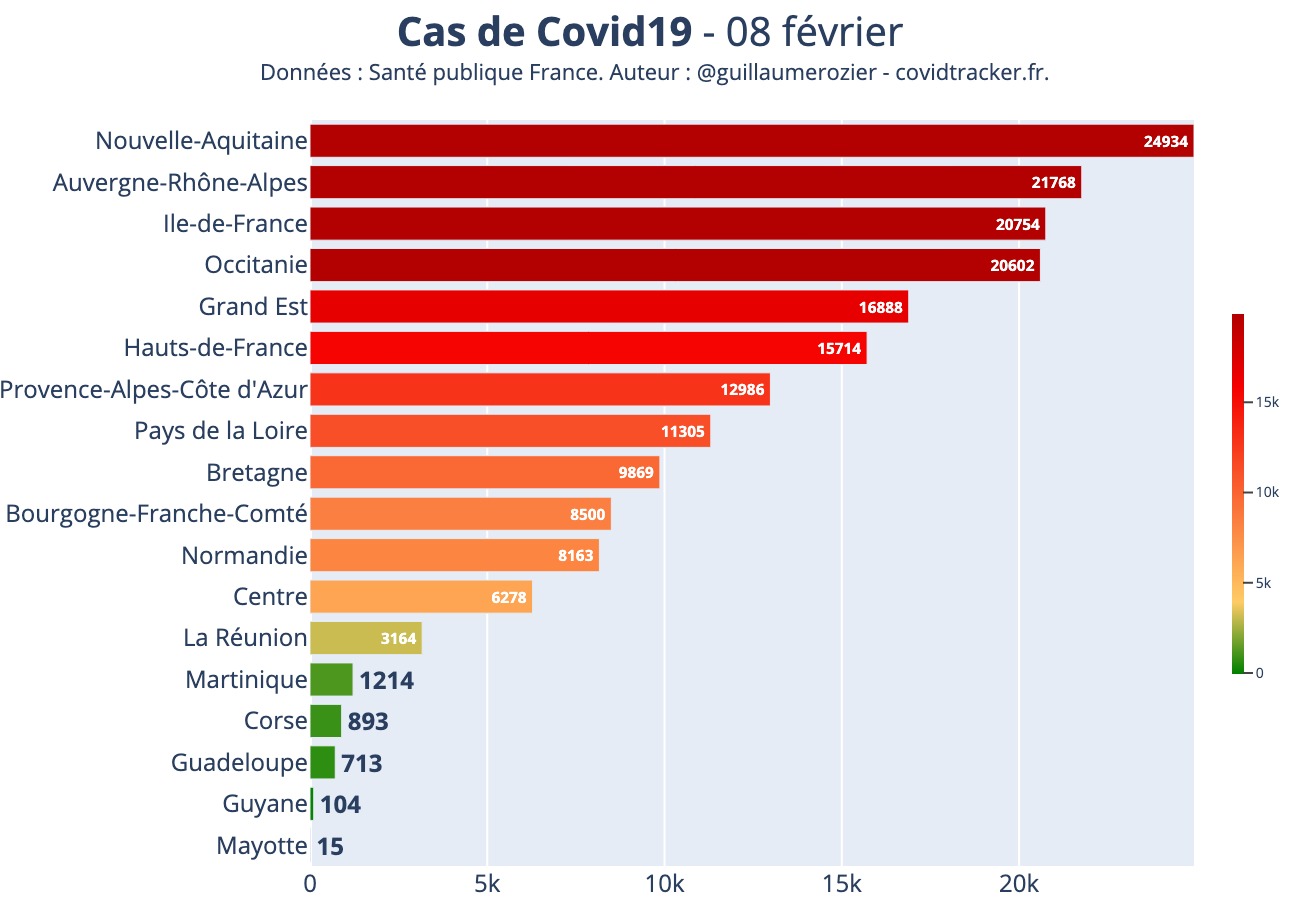 Cas de Covid19 - 08 février
Données : Santé publique France. Auteur : @guillaumerozier - covidtracker.fr.
Nouvelle-Aquitaine 24934
Auvergne-Rhône-Alpes 21768
Ile-de-France 20754
Occitanie 20602
Grand Est 16888
Hauts-de-France 15714
Provence-Alpes-Côte d'Azur 12986
Pays de la Loire 11305
Bretagne 9869
Bourgogne-Franche-Comté 8500
Normandie 8163
Centre 6278
La Réunion 3164
Martinique 1214
Corse 893
Guadeloupe 713
Guyane 104
Mayotte 15
0 5k 10k 15k 20k
15k
10k
5k
0